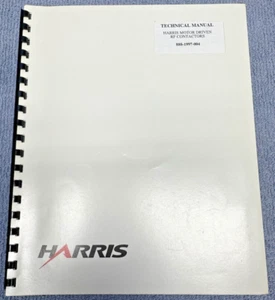 TECHNICAL MANUAL
HARRIS MOTOR DRIVEN
RF CONTACTORS
888-1997-004
HARRIS